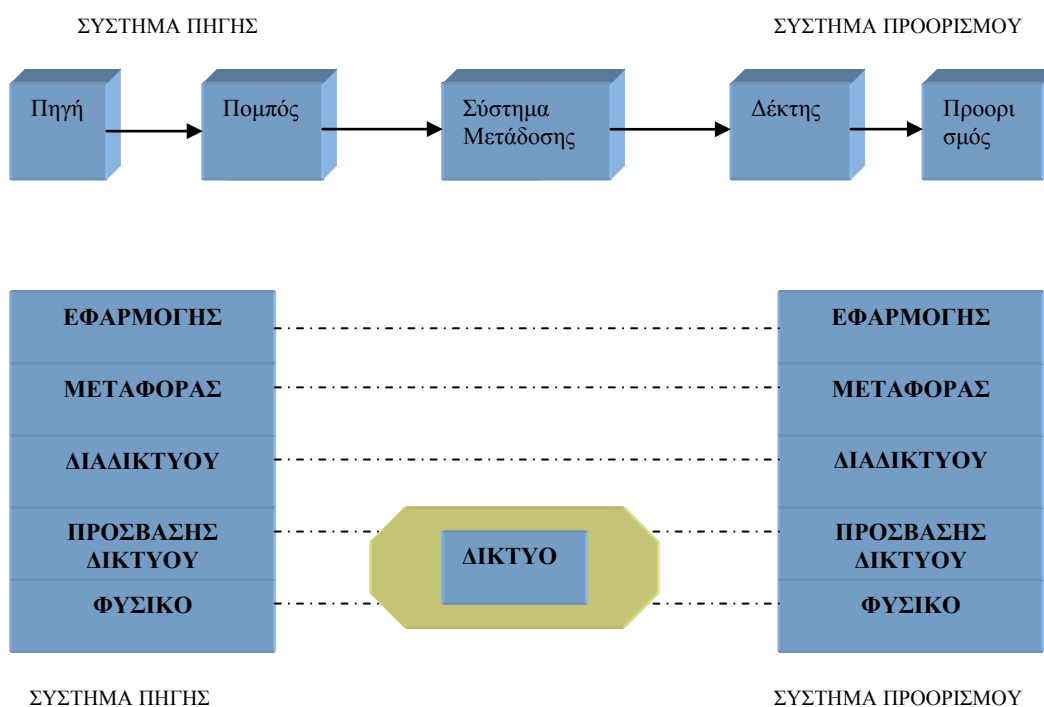 ΣΥΣΤΗΜΑ ΠΗΓΗΣ
ΣΥΣΤΗΜΑ ΠΡΟΟΡΙΣΜΟΥ
Πηγή
Πομπός
Σύστημα
Μετάδοσης
Δέκτης
Προορι
σμός
ΕΦΑΡΜΟΓΗΣ
ΜΕΤΑΦΟΡΑΣ
ΔΙΑΔΙΚΤΥΟΥ
ΠΡΟΣΒΑΣΗΣ
ΔΙΚΤΥΟΥ
ΦΥΣΙΚΟ
ΔΙΚΤΥΟ
ΕΦΑΡΜΟΓΗΣ
ΜΕΤΑΦΟΡΑΣ
ΔΙΑΔΙΚΤΥΟΥ
ΠΡΟΣΒΑΣΗΣ
ΔΙΚΤΥΟΥ
ΦΥΣΙΚΟ
ΣΥΣΤΗΜΑ ΠΗΓΗΣ
ΣΥΣΤΗΜΑ ΠΡΟΟΡΙΣΜΟΥ